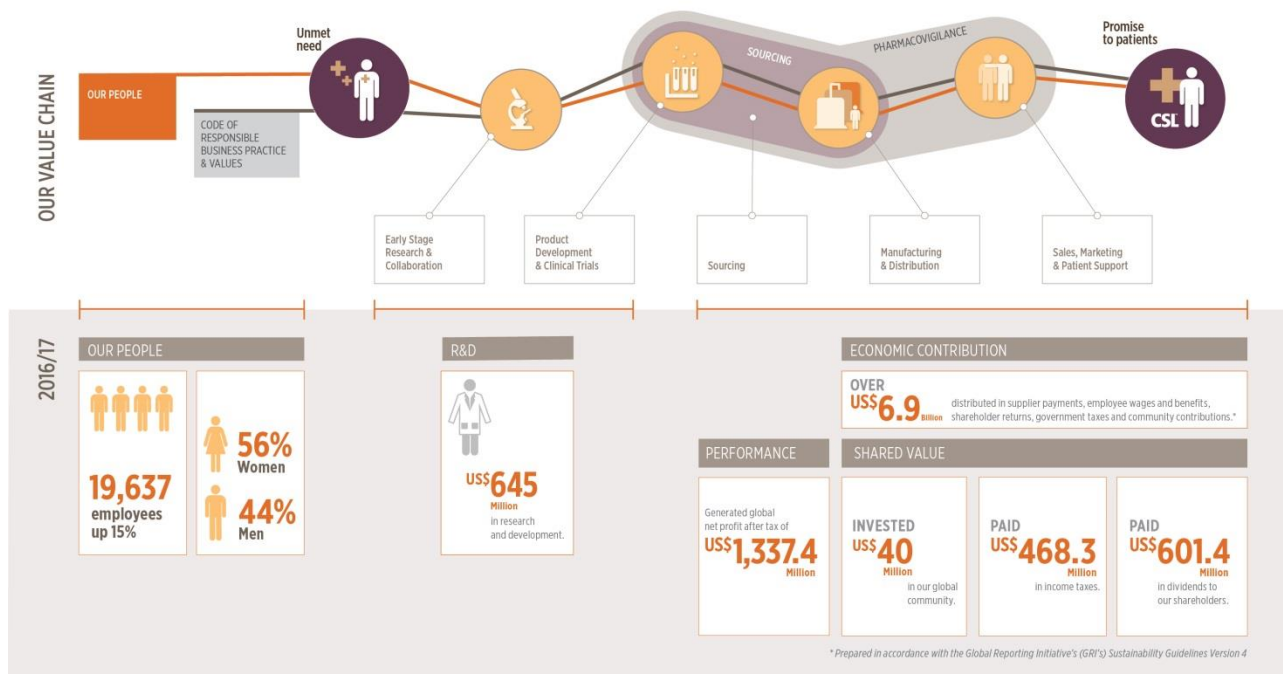 OUR VALUE CHAIN
OUR PEOPLE
CODE OF
RESPONSIBLE
BUSINESS PRACTICE
& VALUES
Unmet
need
SOURCING
PHARMACOVIGILANCE
Promise
to patients
CSL
Early Stage
Research &
Collaboration
Product
Development
& Clinical Trials
Sourcing
Manufacturing
& Distribution
Sales, Marketing
& Patient Support
2016/17
OUR PEOPLE
19,637
employees
up 15%
56%
Women
44%
Men
R&D
US$645
Million
in research
and development.
ECONOMIC CONTRIBUTION
OVER
US$6.9 Billion
distributed in supplier payments, employee wages and benefits,
shareholder returns, government taxes and community contributions.*
PERFORMANCE
Generated global
net profit after tax of
US$1,337.4
Million
SHARED VALUE
INVESTED
US$40
Million
in our global
community.
PAID
US$468.3
Million
in income taxes.
PAID
US$601.4
Million
in dividends to
our shareholders.
* Prepared in accordance with the Global Reporting Initiative's (GRI's) Sustainability Guidelines Version 4